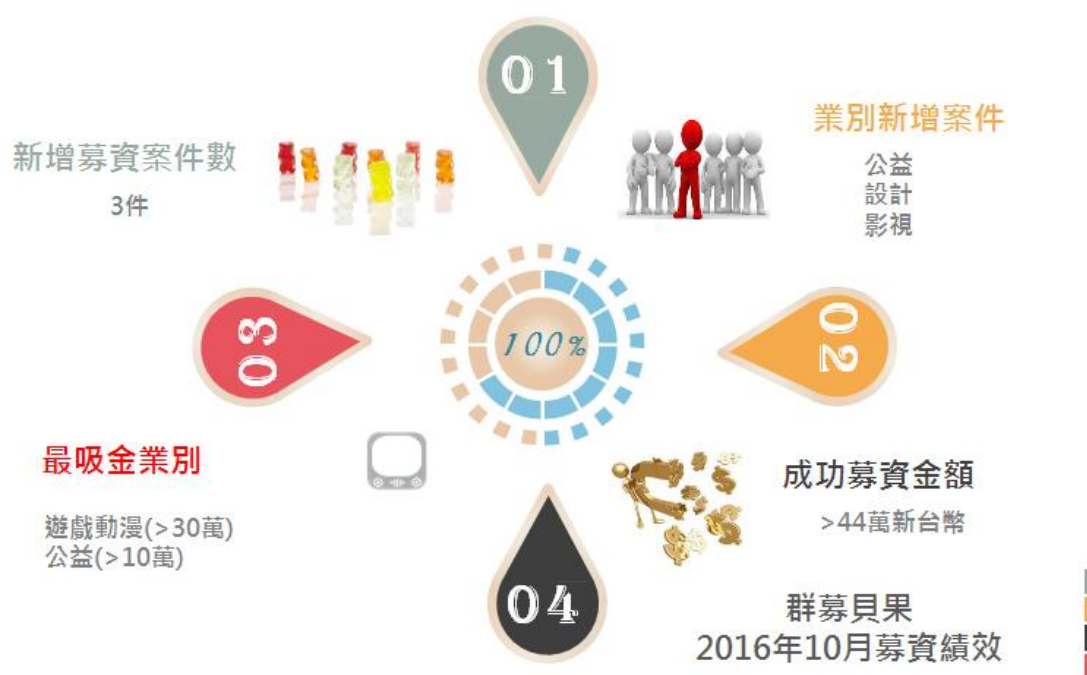 01
新增募資案件數
3件
業別新增案件
公益
設計
影視
03
100%
02
最吸金業別
遊戲動漫(>30萬)
公益(>10萬)
成功募資金額
>44萬新台幣
04
群募貝果
2016年10月募資績效